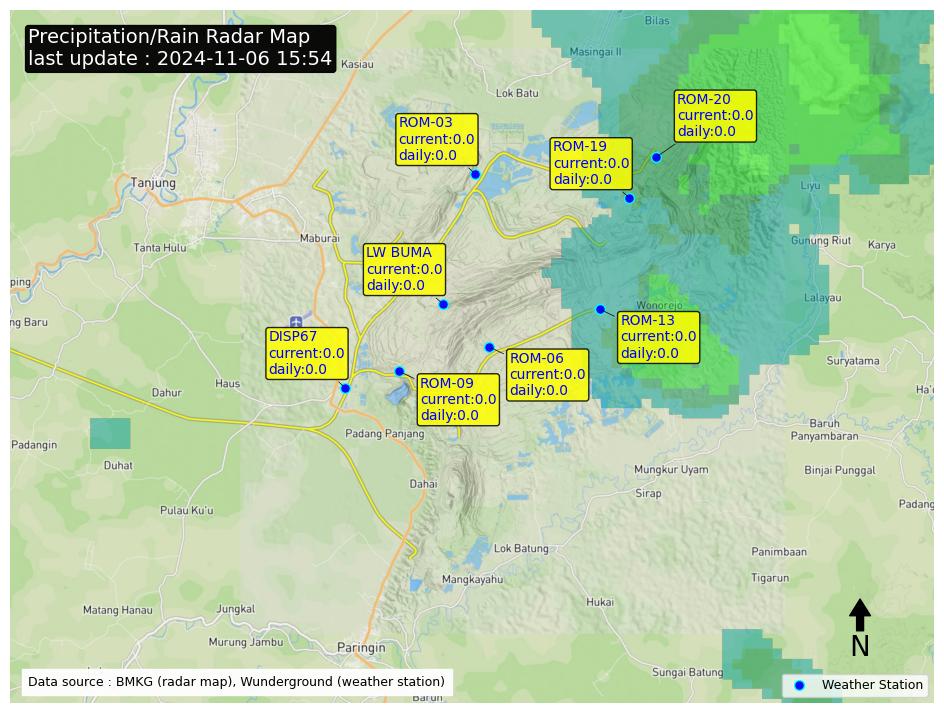 Precipitation/Rain Radar Map
last update : 2024-11-06 15:54
Bilas
Masingai II
Kasiau
Lok Batu
ROM-20
current:0.0
daily:0.0
ROM-03
current:0.0
daily:0.0
ROM-19
current:0.0
daily:0.0
Tanjung
Liyu
Maburai
Tanta Hulu
Gunung Riut
Karya
LW BUMA
current:0.0
daily:0.0
ping
Lalayau
Wonorejo
ng Baru
ROM-13
current:0.0
daily:0.0
DISP67
current:0.0
daily:0.0
ROM-06
current:0.0
daily:0.0
Suryatama
ROM-09
current:0.0
daily:0.0
Haus
Dahur
Ha'o
Baruh
Panyambaran
Padang Panjang
Padangin
Duhat
Mungkur Uyam
Binjai Punggal
Dahai
Sirap
Padang
Pulau Ku'u
Lok Batung
Panimbaan
Mangkayahu
Tigarun
Hukai
Matang Hanau
Jungkal
Murung Jambu
Paringin
N
Sungai Batung
Data source : BMKG (radar map), Wunderground (weather station)
Weather Station
Barun